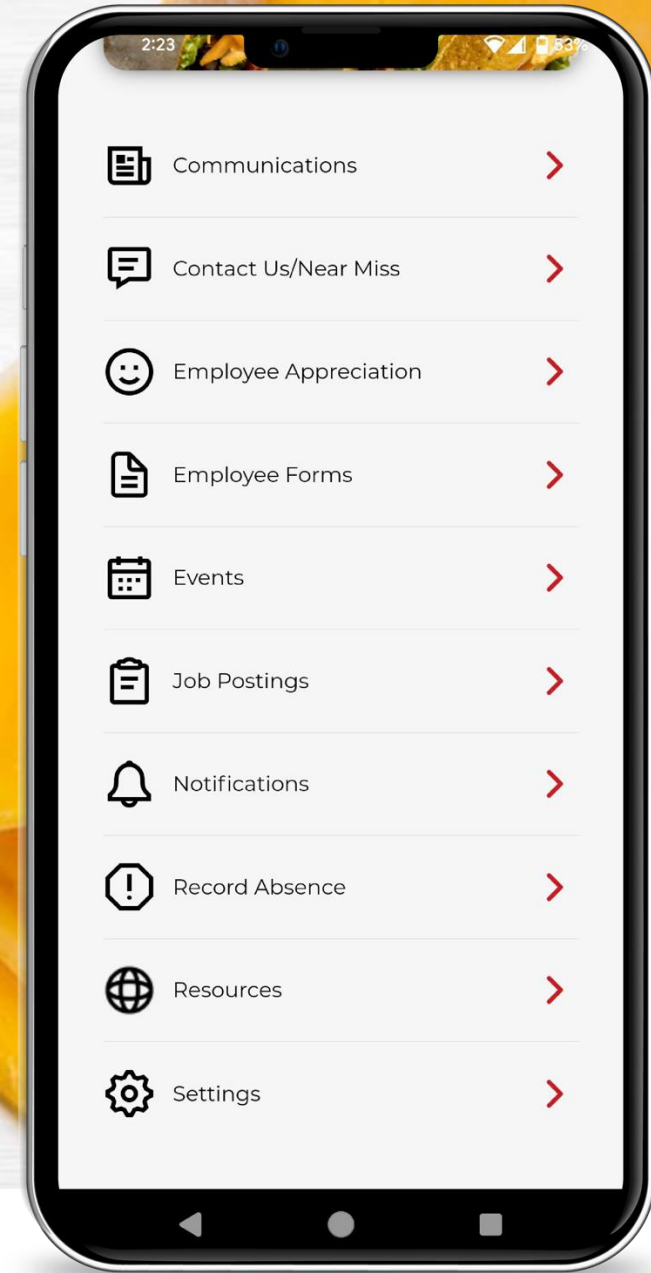 2:23
53%
Communications
Contact Us/Near Miss
Employee Appreciation
Employee Forms
Events
Job Postings
Notifications
Record Absence
Resources
Settings